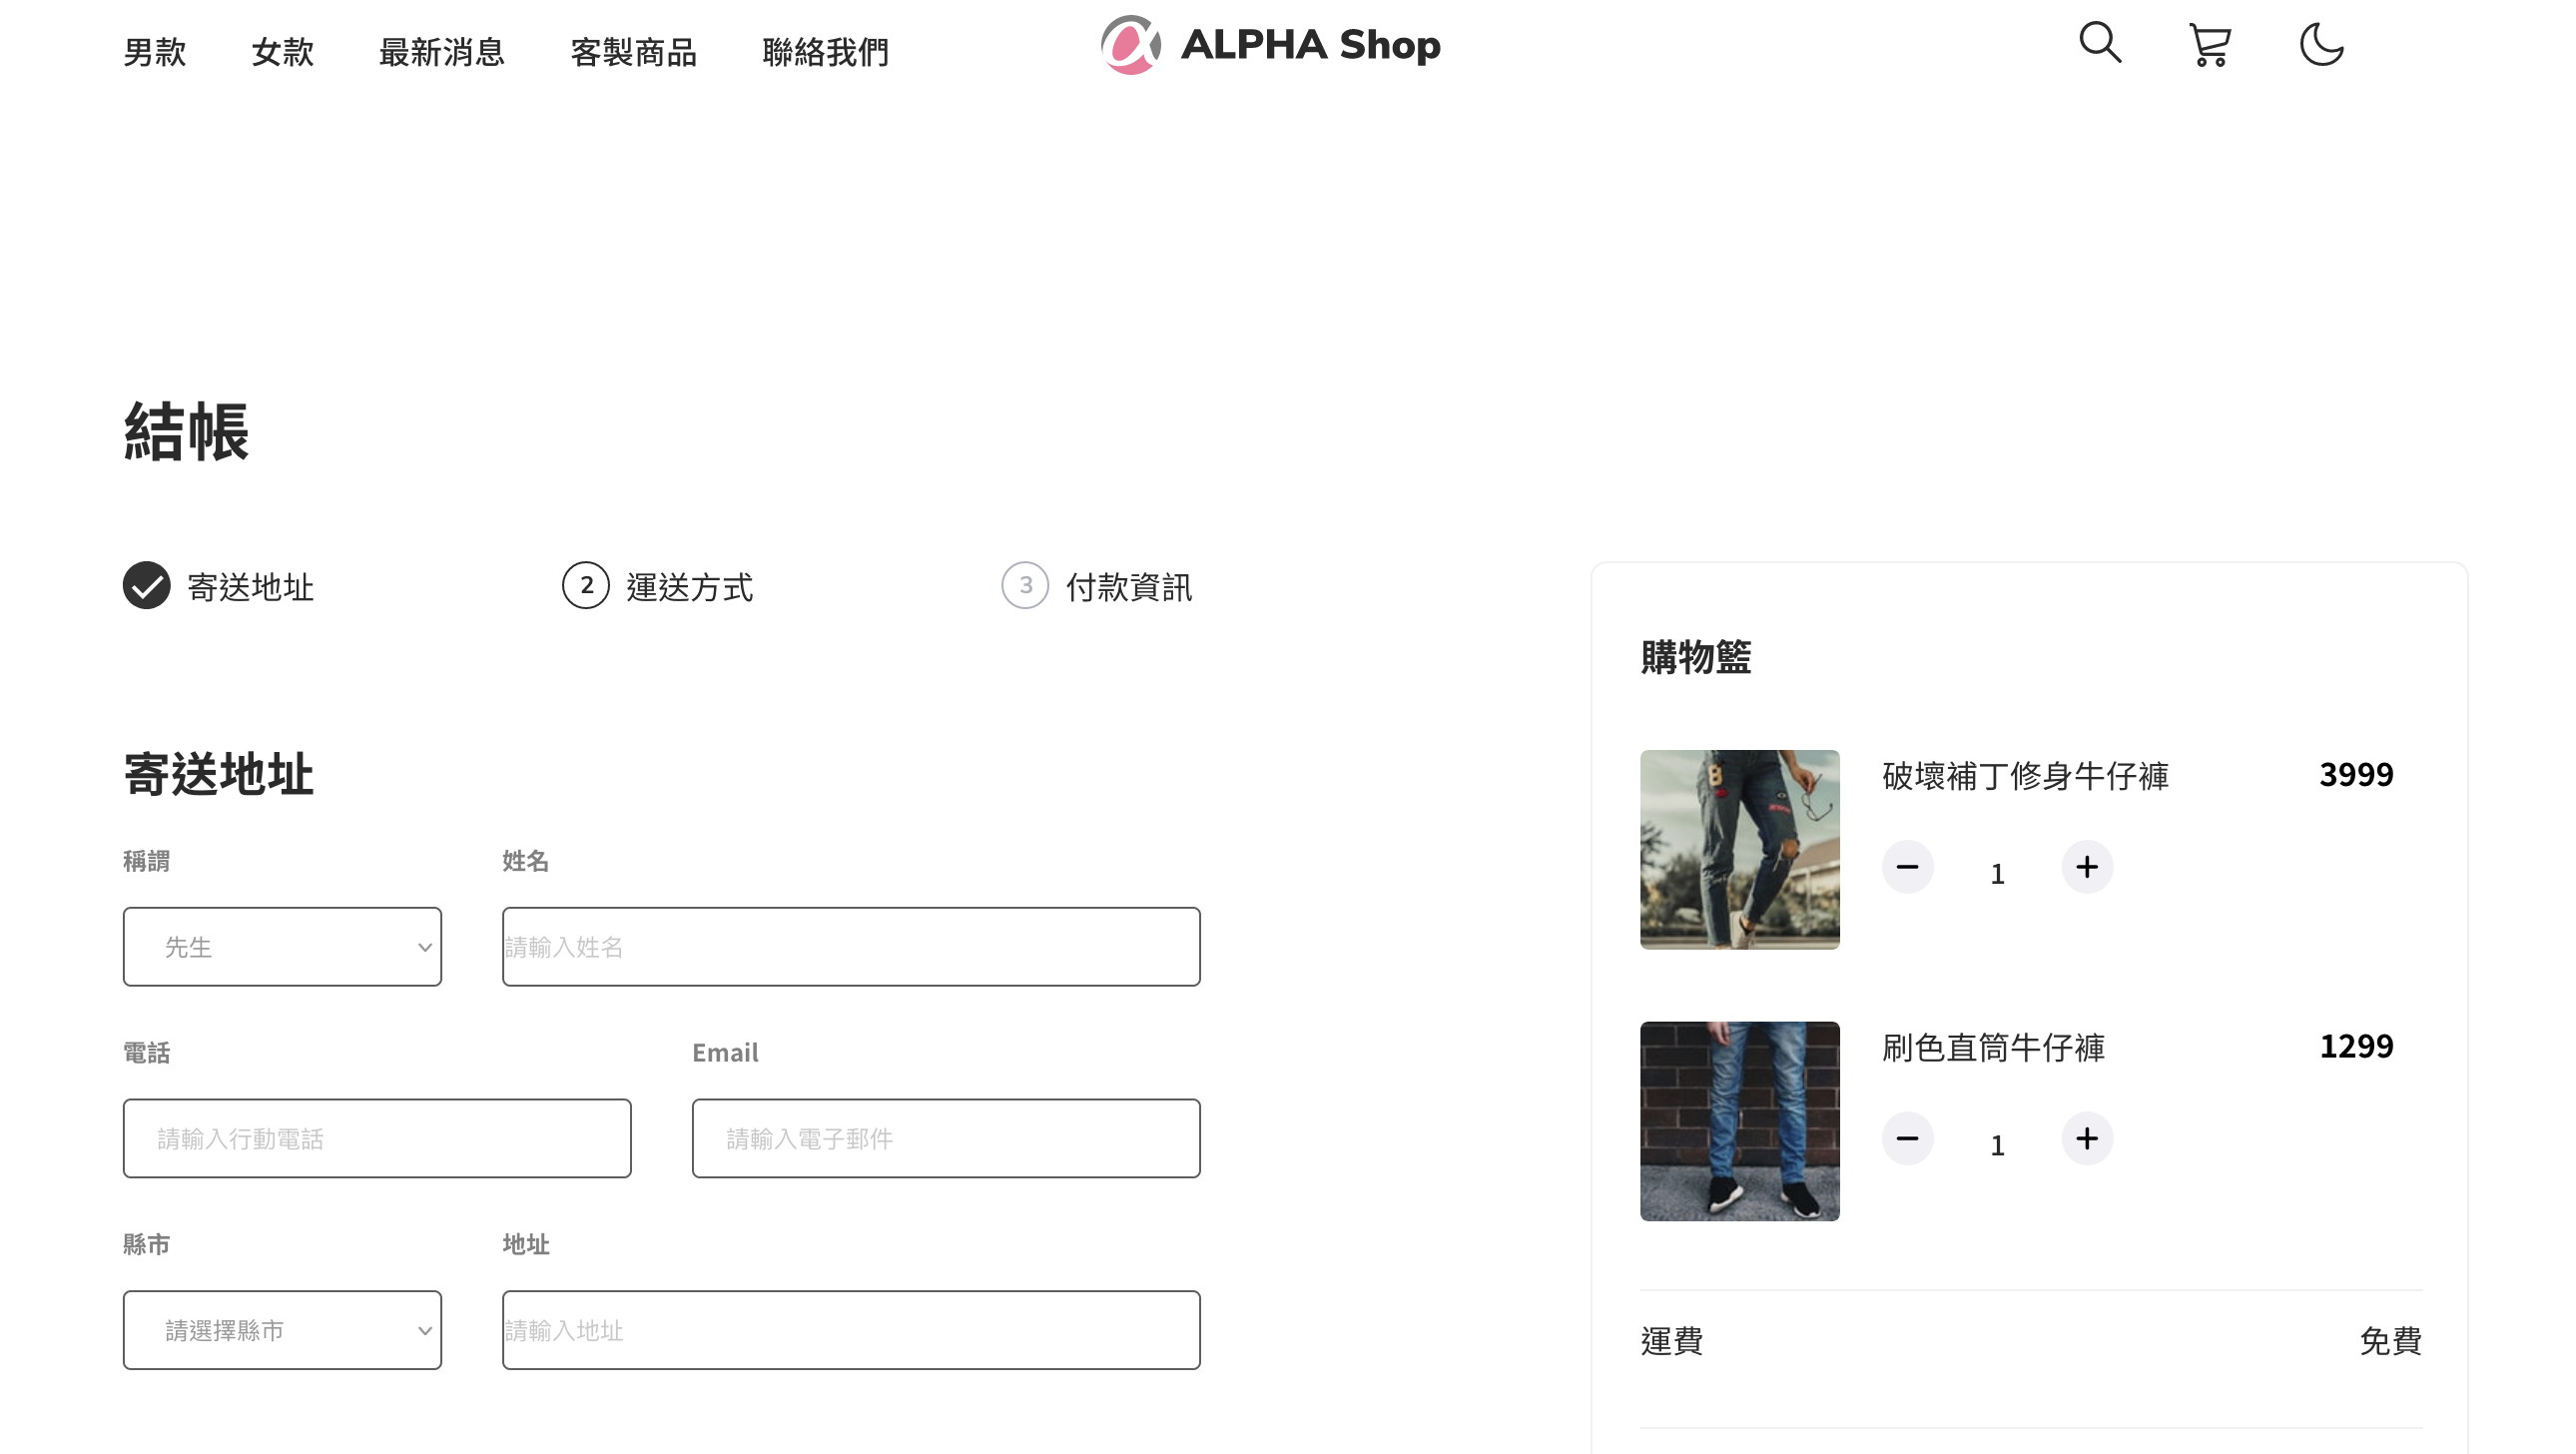 男款 女款 最新消息 客製商品 聯絡我們 ALPHA Shop
結帳
寄送地址 2 運送方式 3 付款資訊
寄送地址
稱謂 姓名
先生 請輸入姓名
電話 Email
請輸入行動電話 請輸入電子郵件
縣市 地址
請選擇縣市 請輸入地址
購物籃
破壞補丁修身牛仔褲 3999
1
刷色直筒牛仔褲 1299
1
運費 免費